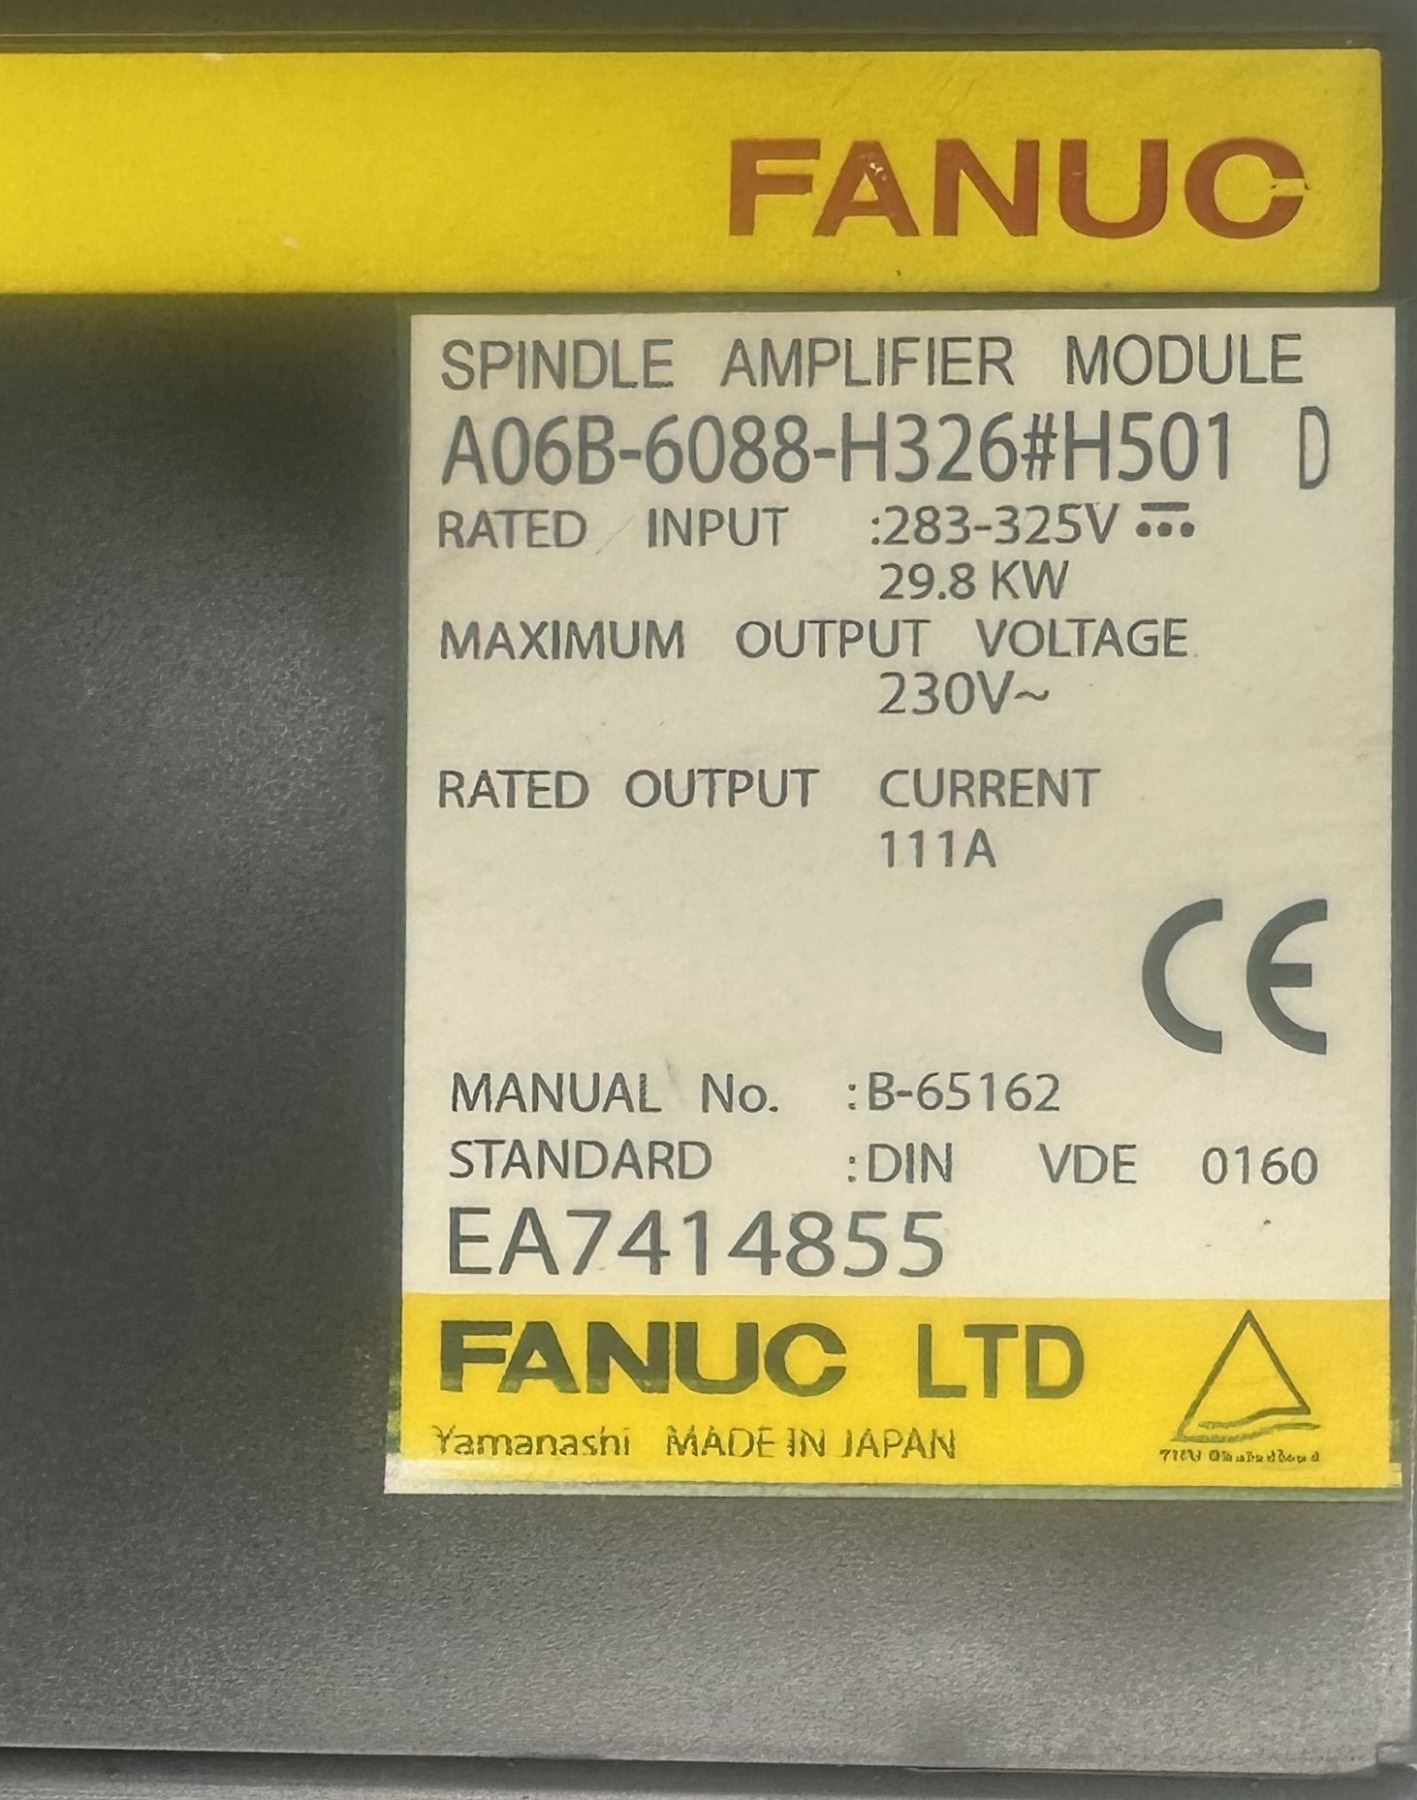 FANUC
SPINDLE AMPLIFIER MODULE
A06B-6088-H326#H501 D
RATED INPUT :283-325V ⎓
29.8 KW
MAXIMUM OUTPUT VOLTAGE
230V~
RATED OUTPUT CURRENT
111A
CE
MANUAL No. :B-65162
STANDARD :DIN VDE 0160
EA7414855
FANUC LTD
Yamanashi MADE IN JAPAN